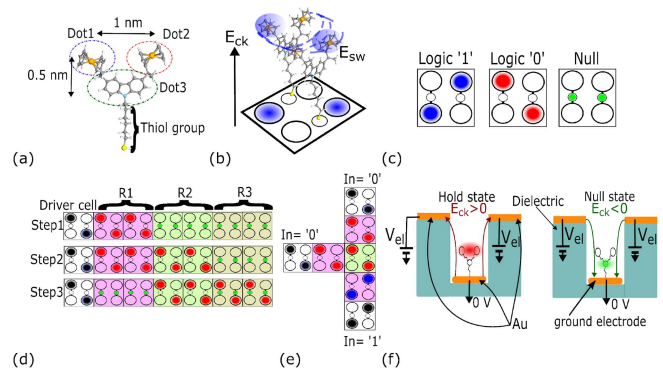 1 nm
Dot1
Dot2
0.5 nm
Dot3
Thiol group
(a)
E_ck
E_sw
(b)
Logic '1'
Logic '0'
Null
(c)
R1
R2
R3
Driver cell
Step1
Step2
Step3
(d)
In= '0'
In= '0'
In= '1'
(e)
Hold state
E_ck>0
Dielectric
Null state
E_ck<0
V_el
V_el
V_el
V_el
0 V
0 V
Au
ground electrode
(f)